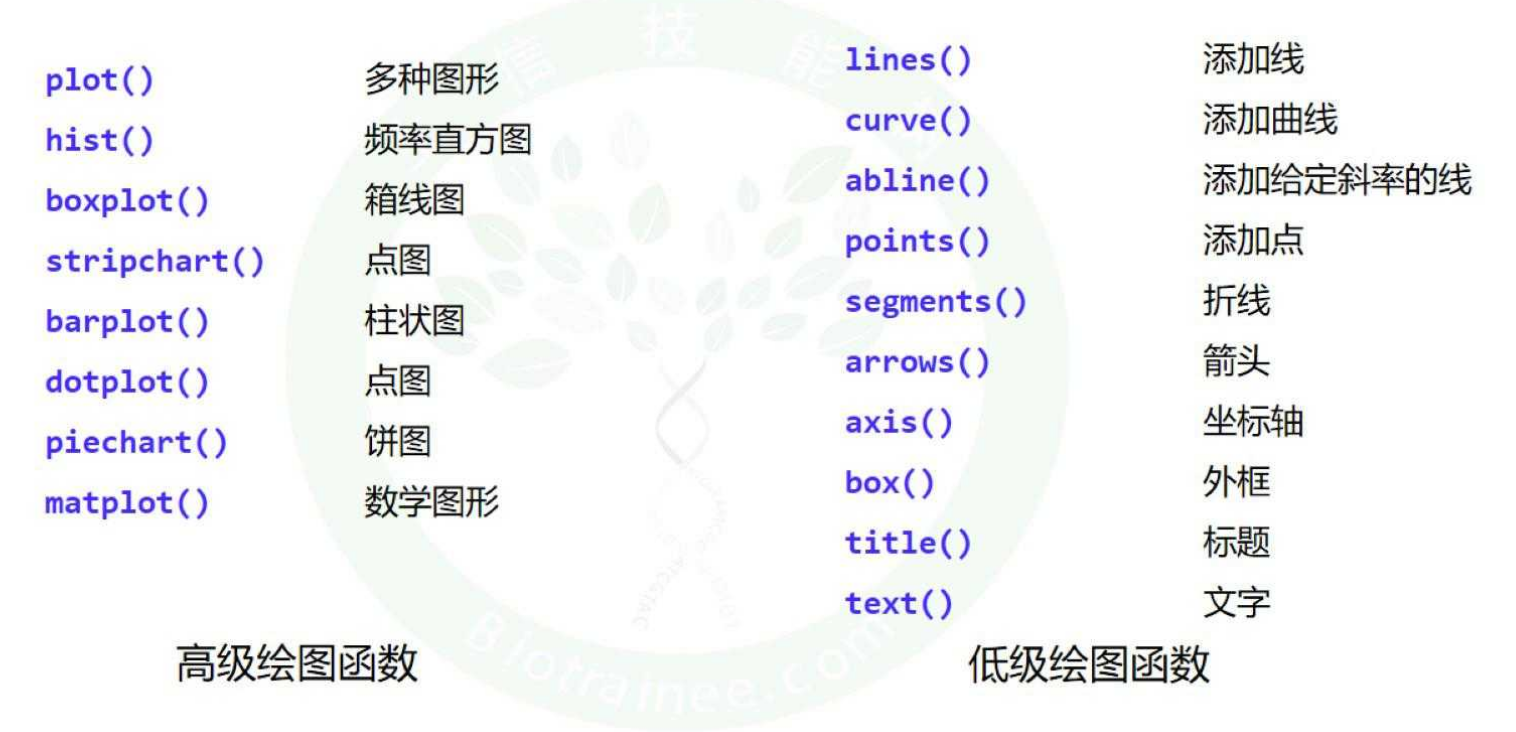 plot() 多种图形
hist() 频率直方图
boxplot() 箱线图
stripchart() 点图
barplot() 柱状图
dotplot() 点图
piechart() 饼图
matplot() 数学图形
高级绘图函数
lines() 添加线
curve() 添加曲线
abline() 添加给定斜率的线
points() 添加点
segments() 折线
arrows() 箭头
axis() 坐标轴
box() 外框
title() 标题
text() 文字
低级绘图函数
信技能
Biotrainee.com